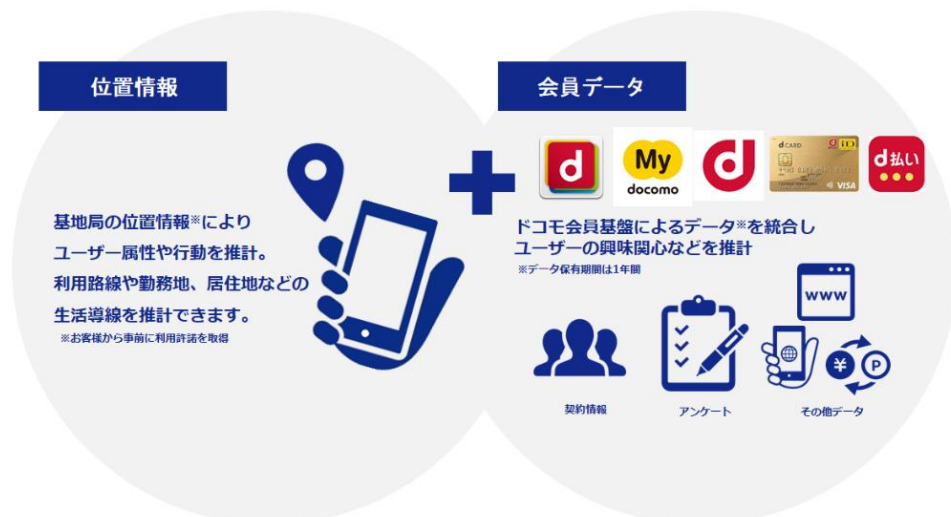 位置情報
基地局の位置情報※により
ユーザー属性や行動を推計。
利用路線や勤務地、居住地などの
生活導線を推計できます。
※お客様から事前に利用許諾を取得
会員データ
d
My
docomo
d
d CARD
iD
VISA
d払い
ドコモ会員基盤によるデータ※を統合し
ユーザーの興味関心などを推計
※データ保有期間は1年間
www
¥
P
契約情報
アンケート
その他データ